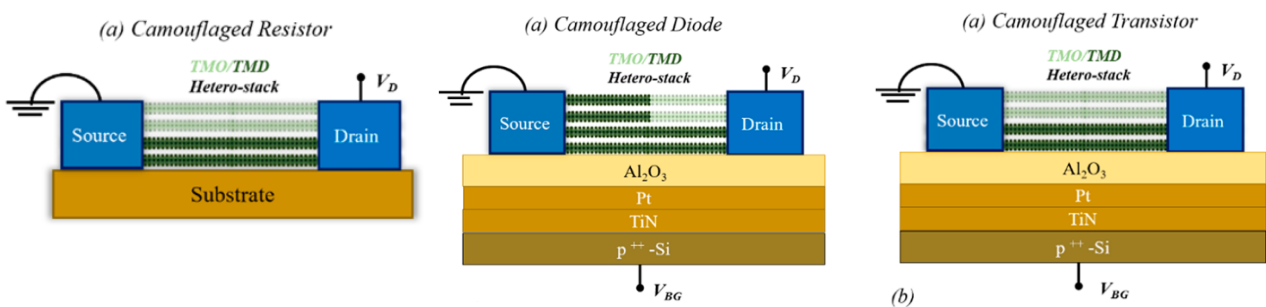 (a) Camouflaged Resistor
TMO/TMD
Hetero-stack
V_D
Source
Drain
Substrate
(a) Camouflaged Diode
TMO/TMD
Hetero-stack
V_D
Source
Drain
Al₂O₃
Pt
TiN
p ⁺⁺ -Si
V_BG
(a) Camouflaged Transistor
TMO/TMD
Hetero-stack
V_D
Source
Drain
Al₂O₃
Pt
TiN
p ⁺⁺ -Si
V_BG
(b)